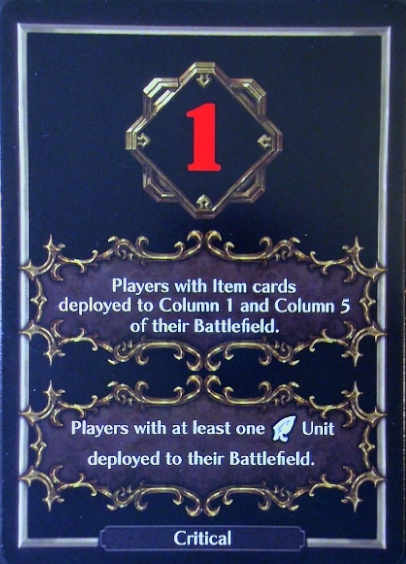 1
Players with Item cards
deployed to Column 1 and Column 5
of their Battlefield.
Players with at least one Unit
deployed to their Battlefield.
Critical